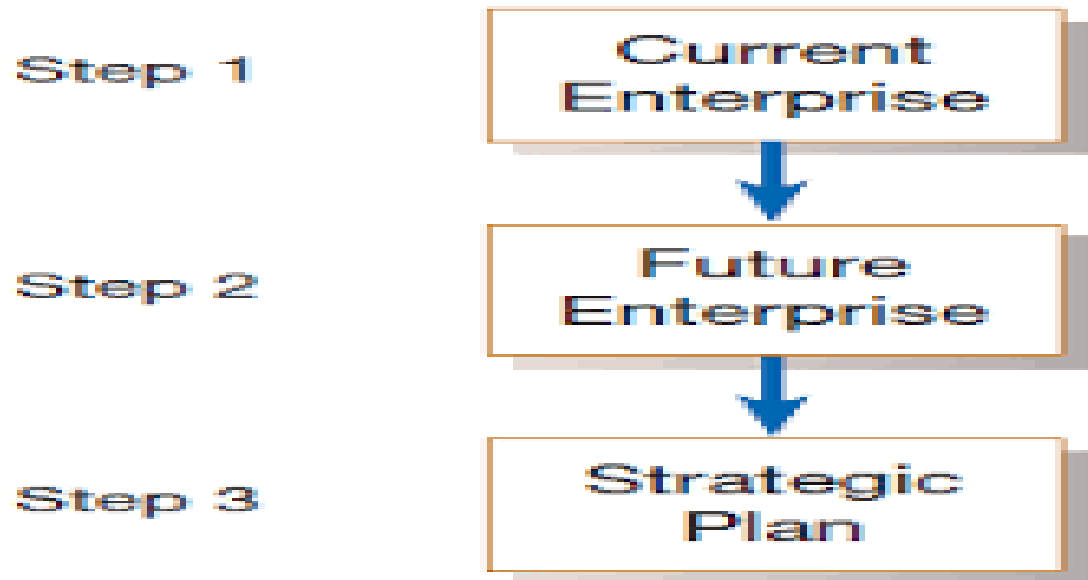 Step 1
Current
Enterprise
Step 2
Future
Enterprise
Step 3
Strategic
Plan